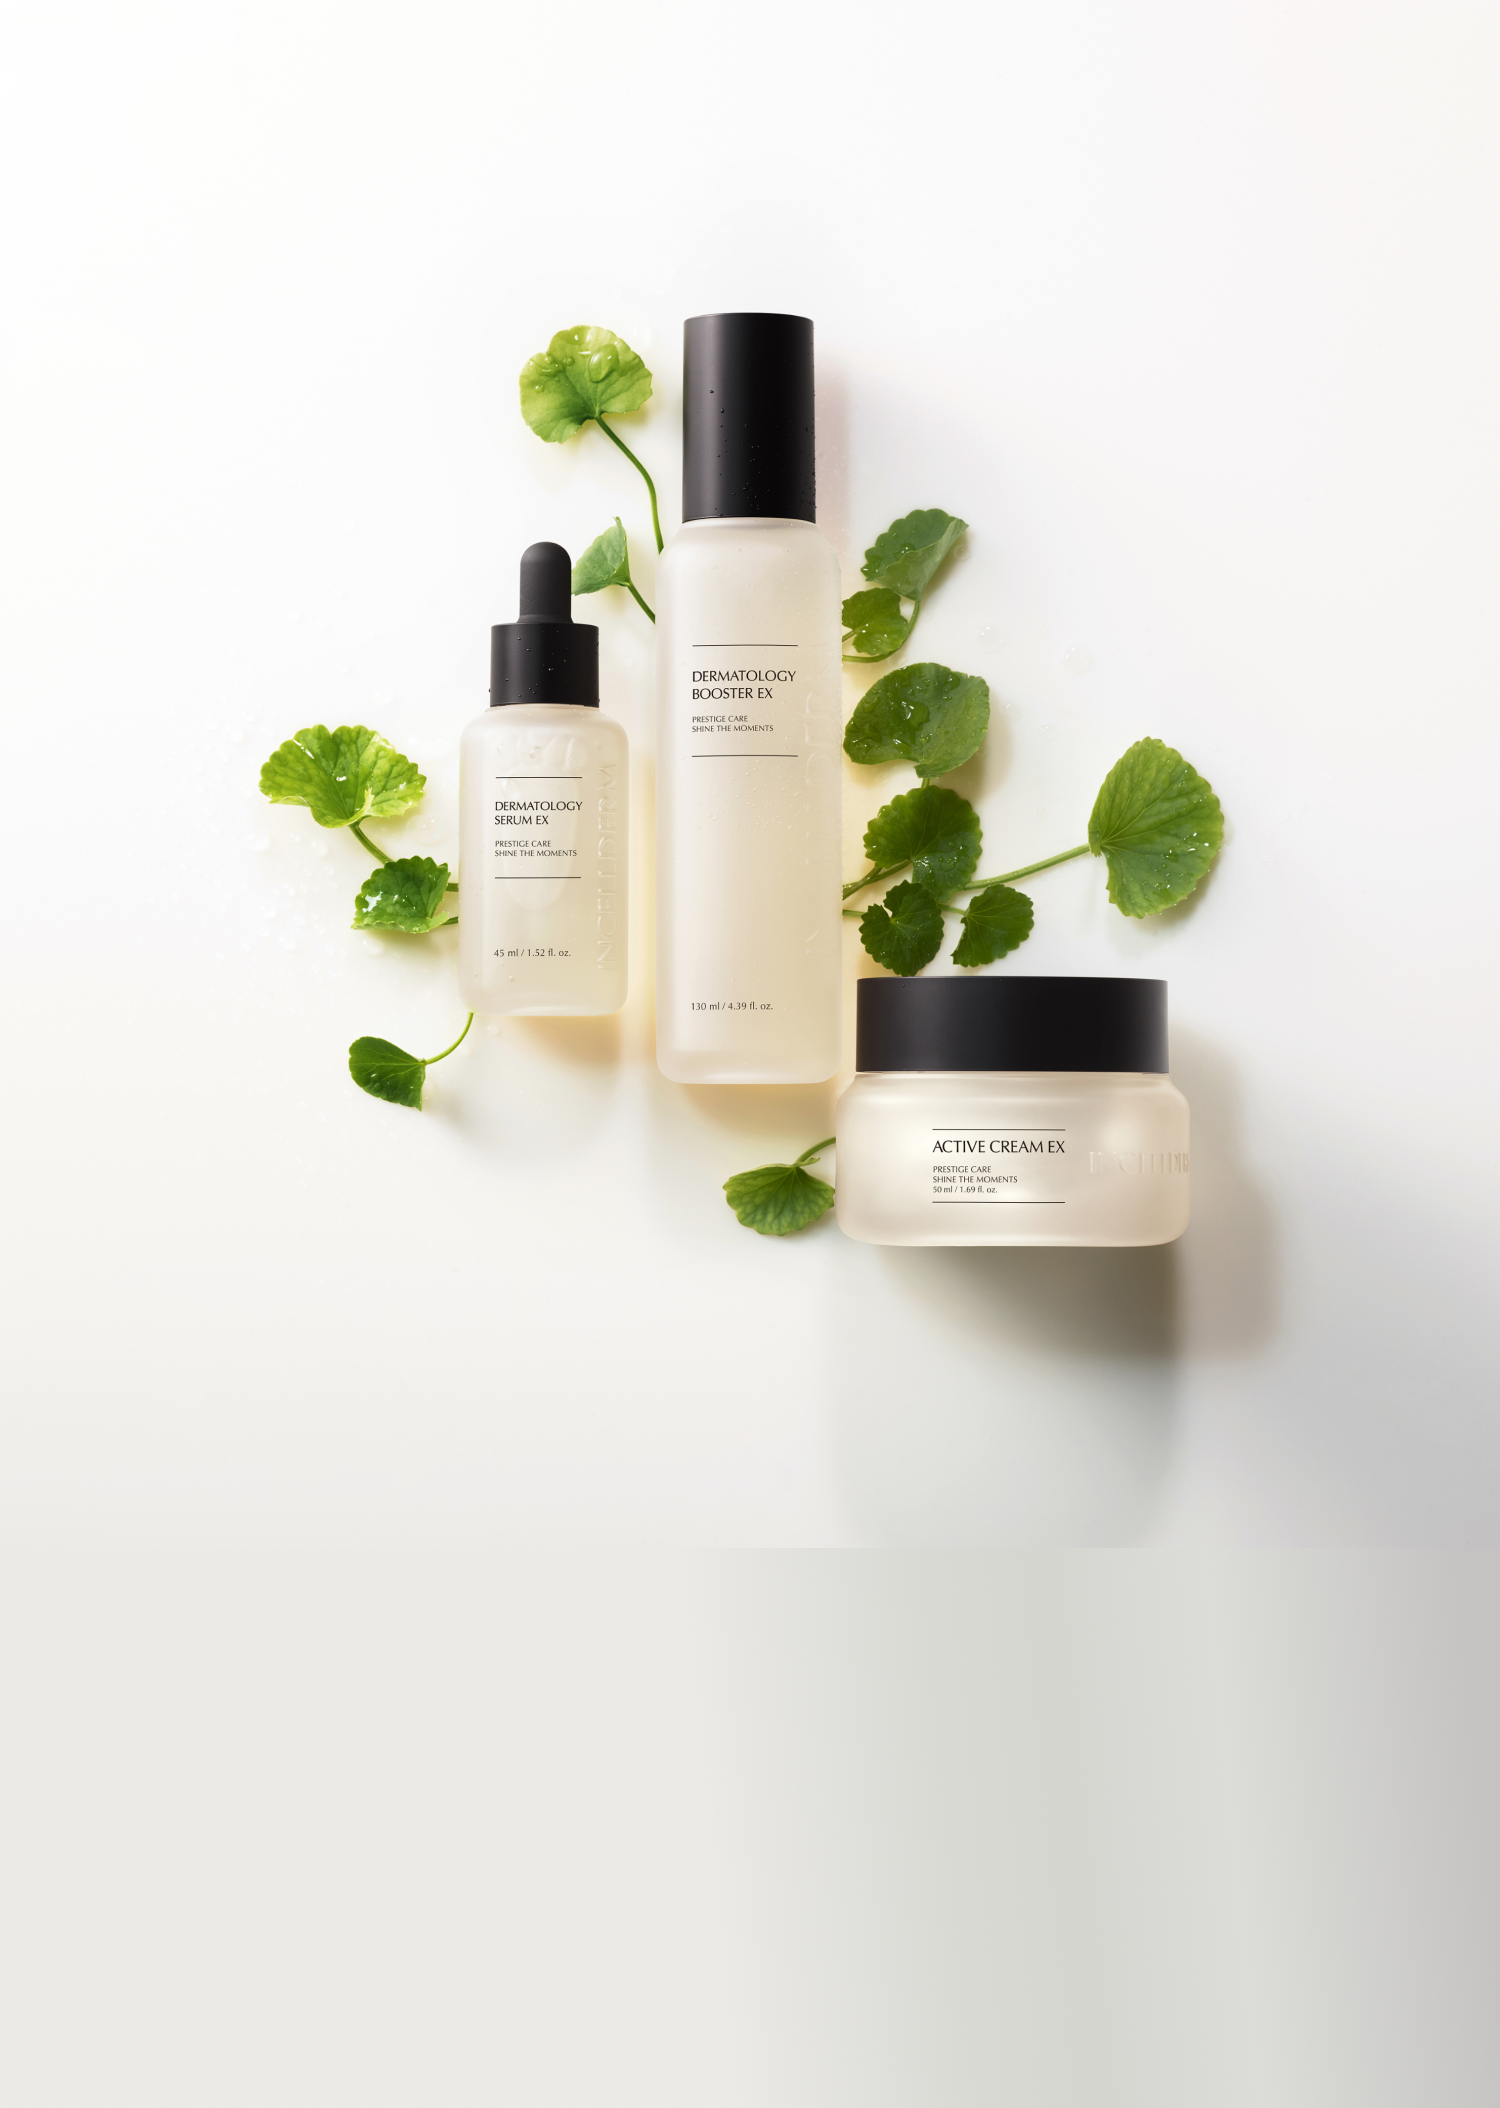 DERMATOLOGY
BOOSTER EX
PRESTIGE CARE
SHINE THE MOMENTS
130 ml / 4.39 fl. oz.
DERMATOLOGY
SERUM EX
PRESTIGE CARE
SHINE THE MOMENTS
45 ml / 1.52 fl. oz.
INCELLDERM
ACTIVE CREAM EX
PRESTIGE CARE
SHINE THE MOMENTS
50 ml / 1.69 fl. oz.